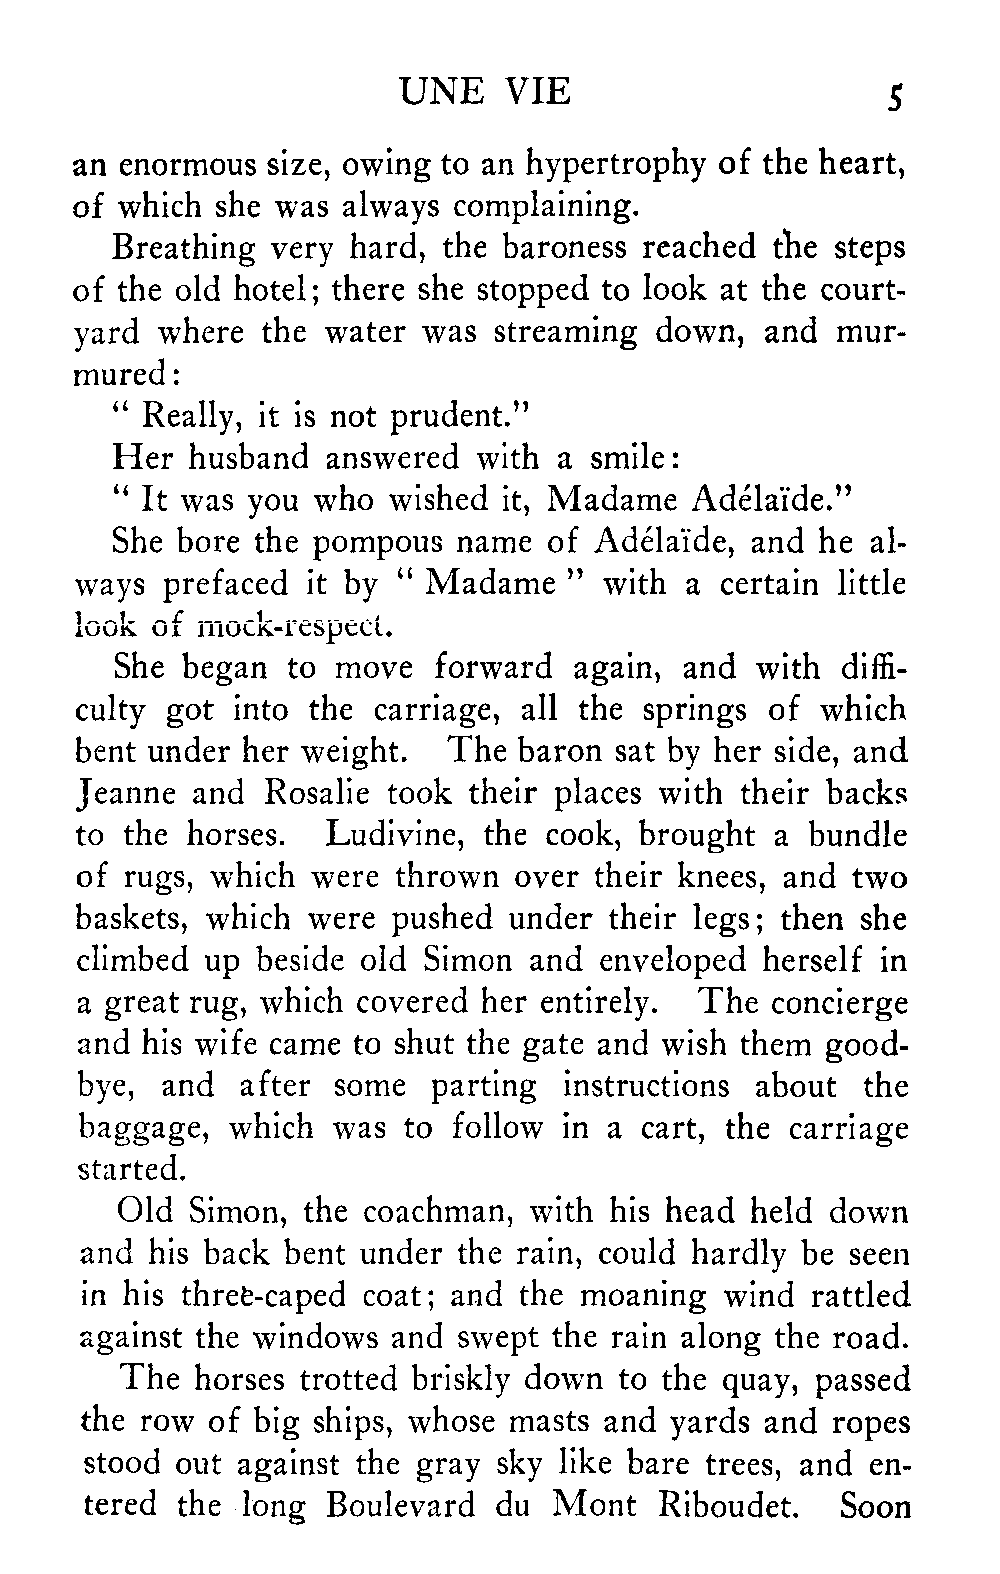 UNE VIE 5
an enormous size, owing to an hypertrophy of the heart,
of which she was always complaining.
Breathing very hard, the baroness reached the steps
of the old hotel; there she stopped to look at the court-
yard where the water was streaming down, and mur-
mured:
“ Really, it is not prudent.”
Her husband answered with a smile:
“ It was you who wished it, Madame Adélaïde.”
She bore the pompous name of Adélaïde, and he al-
ways prefaced it by “ Madame ” with a certain little
look of mock-respect.
She began to move forward again, and with diffi-
culty got into the carriage, all the springs of which
bent under her weight. The baron sat by her side, and
Jeanne and Rosalie took their places with their backs
to the horses. Ludivine, the cook, brought a bundle
of rugs, which were thrown over their knees, and two
baskets, which were pushed under their legs; then she
climbed up beside old Simon and enveloped herself in
a great rug, which covered her entirely. The concierge
and his wife came to shut the gate and wish them good-
bye, and after some parting instructions about the
baggage, which was to follow in a cart, the carriage
started.
Old Simon, the coachman, with his head held down
and his back bent under the rain, could hardly be seen
in his three-caped coat; and the moaning wind rattled
against the windows and swept the rain along the road.
The horses trotted briskly down to the quay, passed
the row of big ships, whose masts and yards and ropes
stood out against the gray sky like bare trees, and en-
tered the long Boulevard du Mont Riboudet. Soon